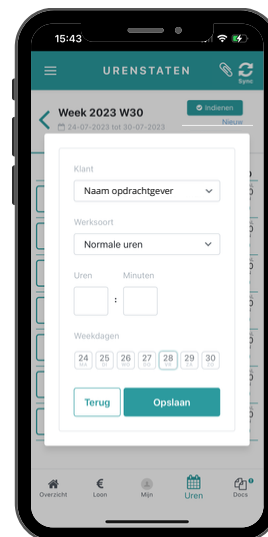 15:43
URENSTATEN
Sync
Week 2023 W30
Indienen
24-07-2023 tot 30-07-2023
Nieuw
Klant
Naam opdrachtgever
Werksoort
Normale uren
Uren Minuten
:
Weekdagen
24 25 26 27 28 29 30
MA DI WO DO VR ZA ZO
Terug Opslaan
Overzicht Loon Mijn Uren Docs